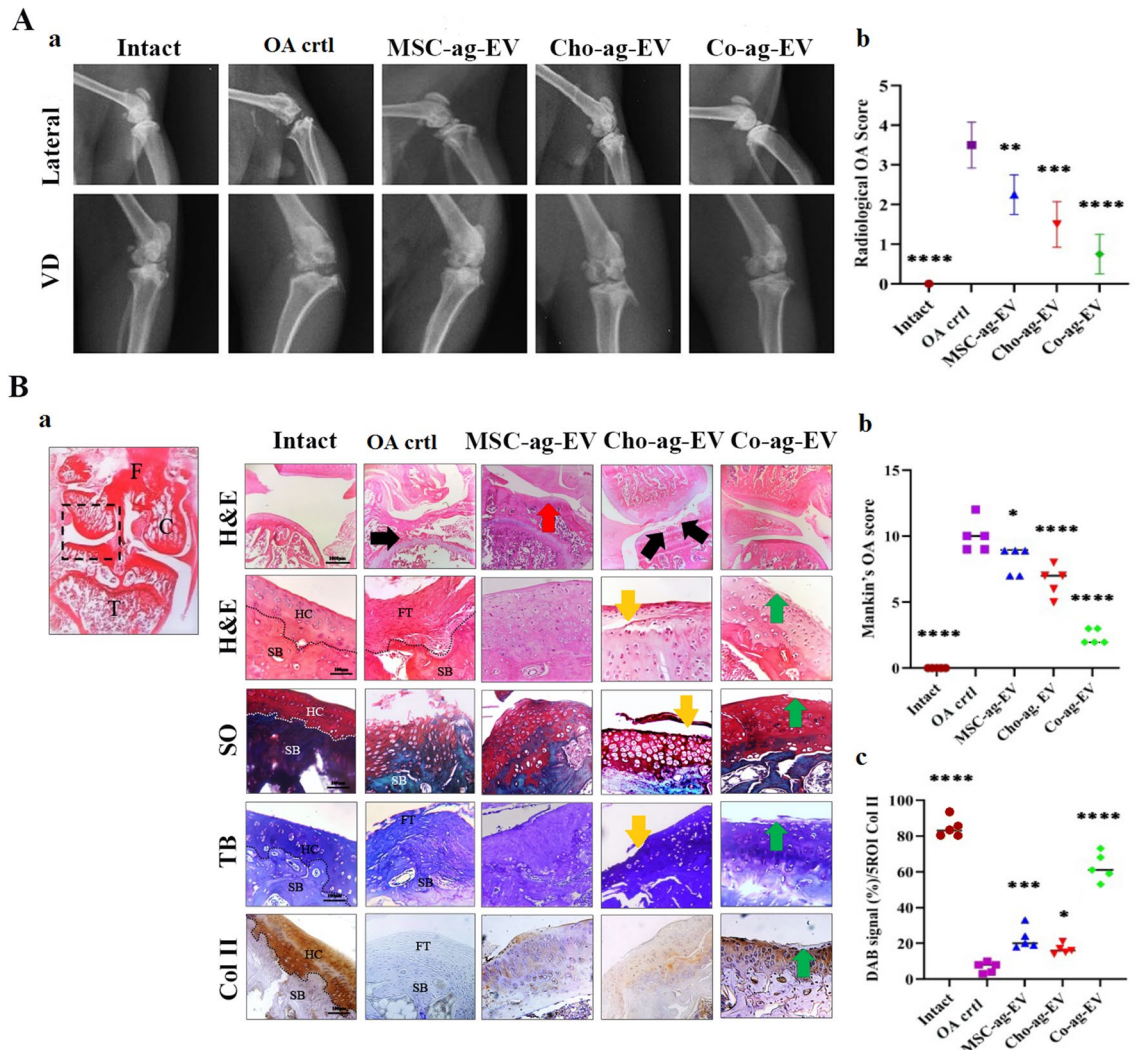 A
a
Intact
OA crtl
MSC-ag-EV
Cho-ag-EV
Co-ag-EV
Lateral
VD
b
Radiological OA Score
5
4
3
2
1
0
****
**
***
****
Intact
OA crtl
MSC-ag-EV
Cho-ag-EV
Co-ag-EV
B
a
F
C
T
Intact
OA crtl
MSC-ag-EV
Cho-ag-EV
Co-ag-EV
H&E
H&E
HC
SB
FT
SB
SO
HC
SB
SB
TB
HC
SB
FT
SB
Col II
HC
SB
FT
SB
b
Mankin's OA score
15
10
5
0
****
*
****
****
Intact
OA crtl
MSC-ag-EV
Cho-ag-EV
Co-ag-EV
c
DAB signal (%)/5ROI Col II
100
80
60
40
20
0
****
***
*
****
Intact
OA crtl
MSC-ag-EV
Cho-ag-EV
Co-ag-EV